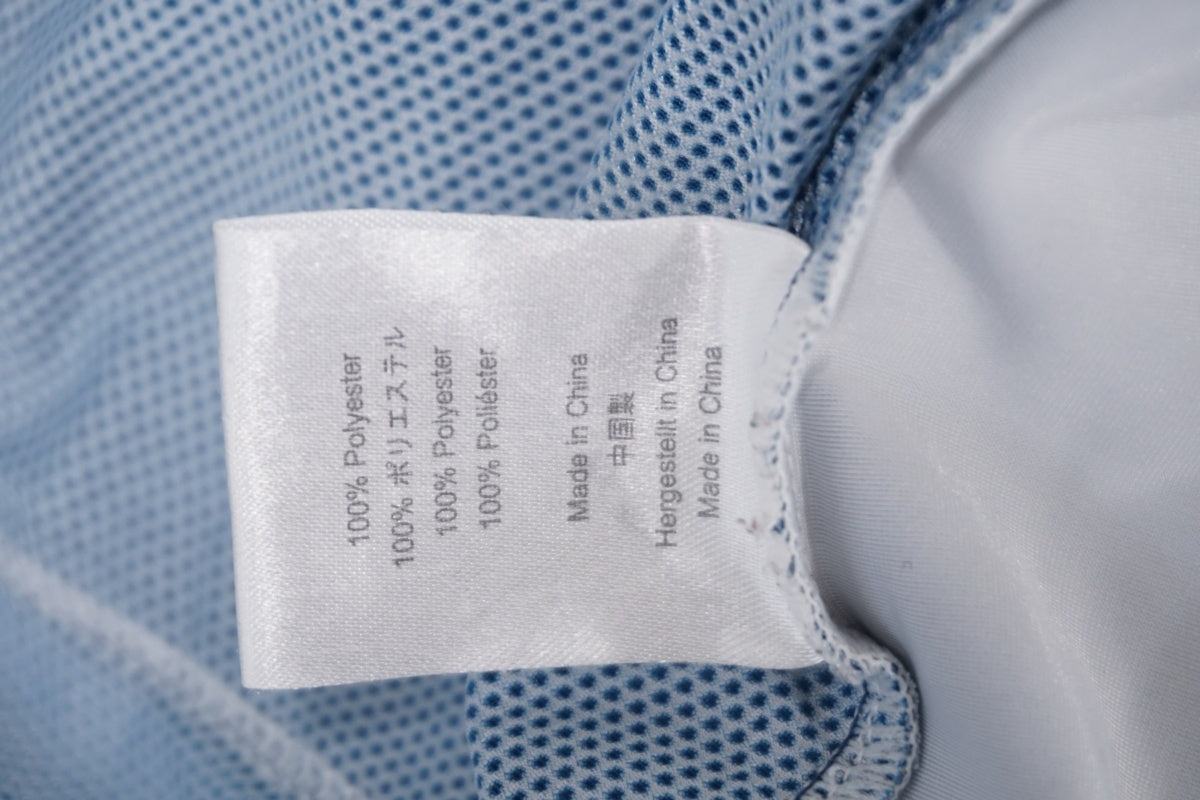 100% Polyester
100% ポリエステル
100% Polyester
100% Poliéster
Made in China
中国製
Hergestellt in China
Made in China